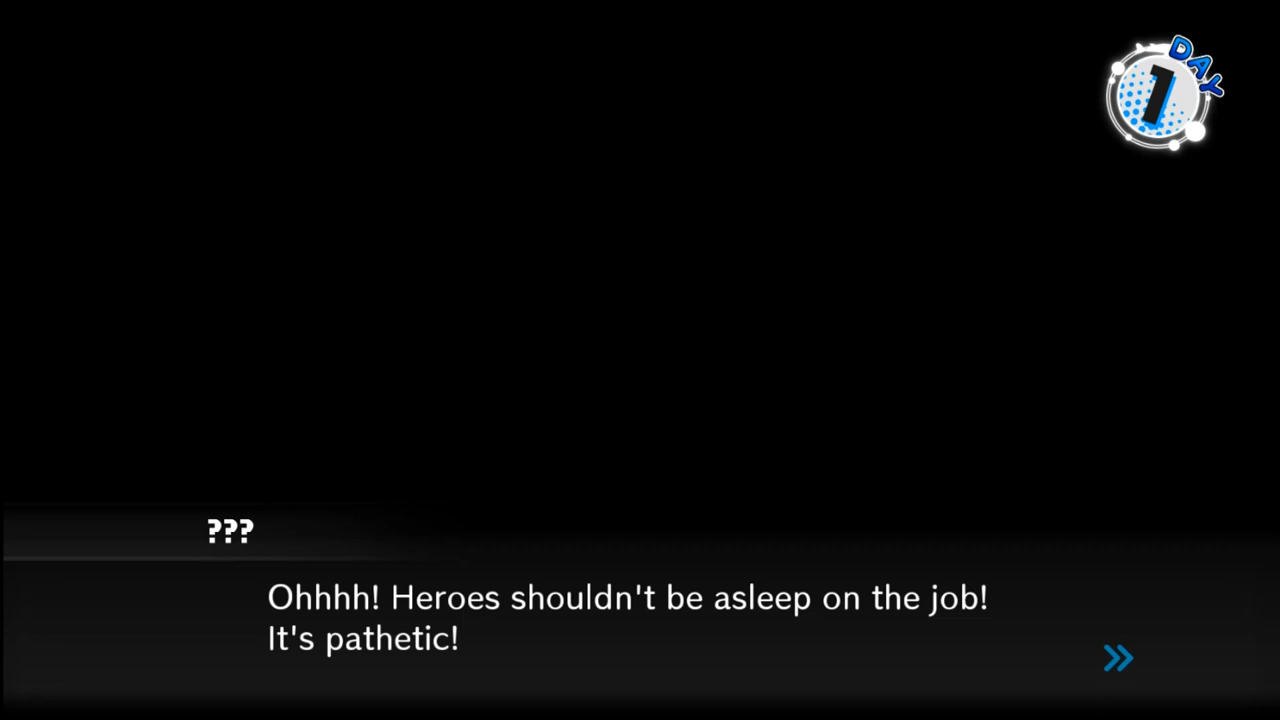 DAY
1
???
Ohhhh! Heroes shouldn't be asleep on the job!
It's pathetic!